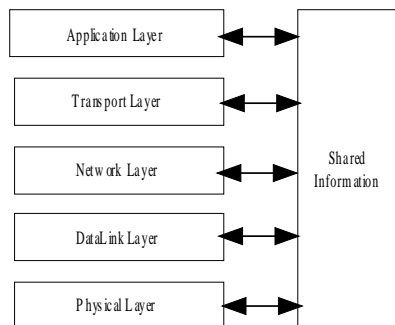 Application Layer
Transport Layer
Network Layer
DataLink Layer
Physical Layer
Shared
Information